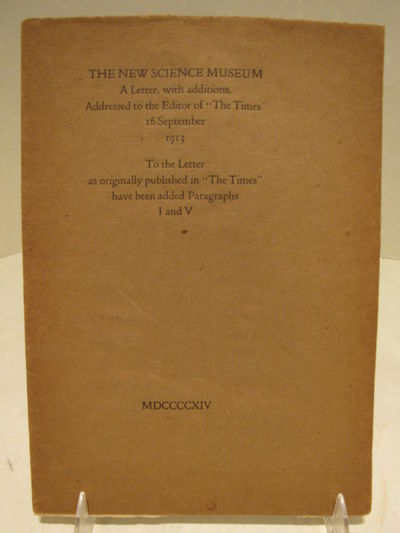 THE NEW SCIENCE MUSEUM
A Letter, with additions,
Addressed to the Editor of "The Times"
16 September
1913
To the Letter
as originally published in "The Times"
have been added Paragraphs
I and V
MDCCCCXIV